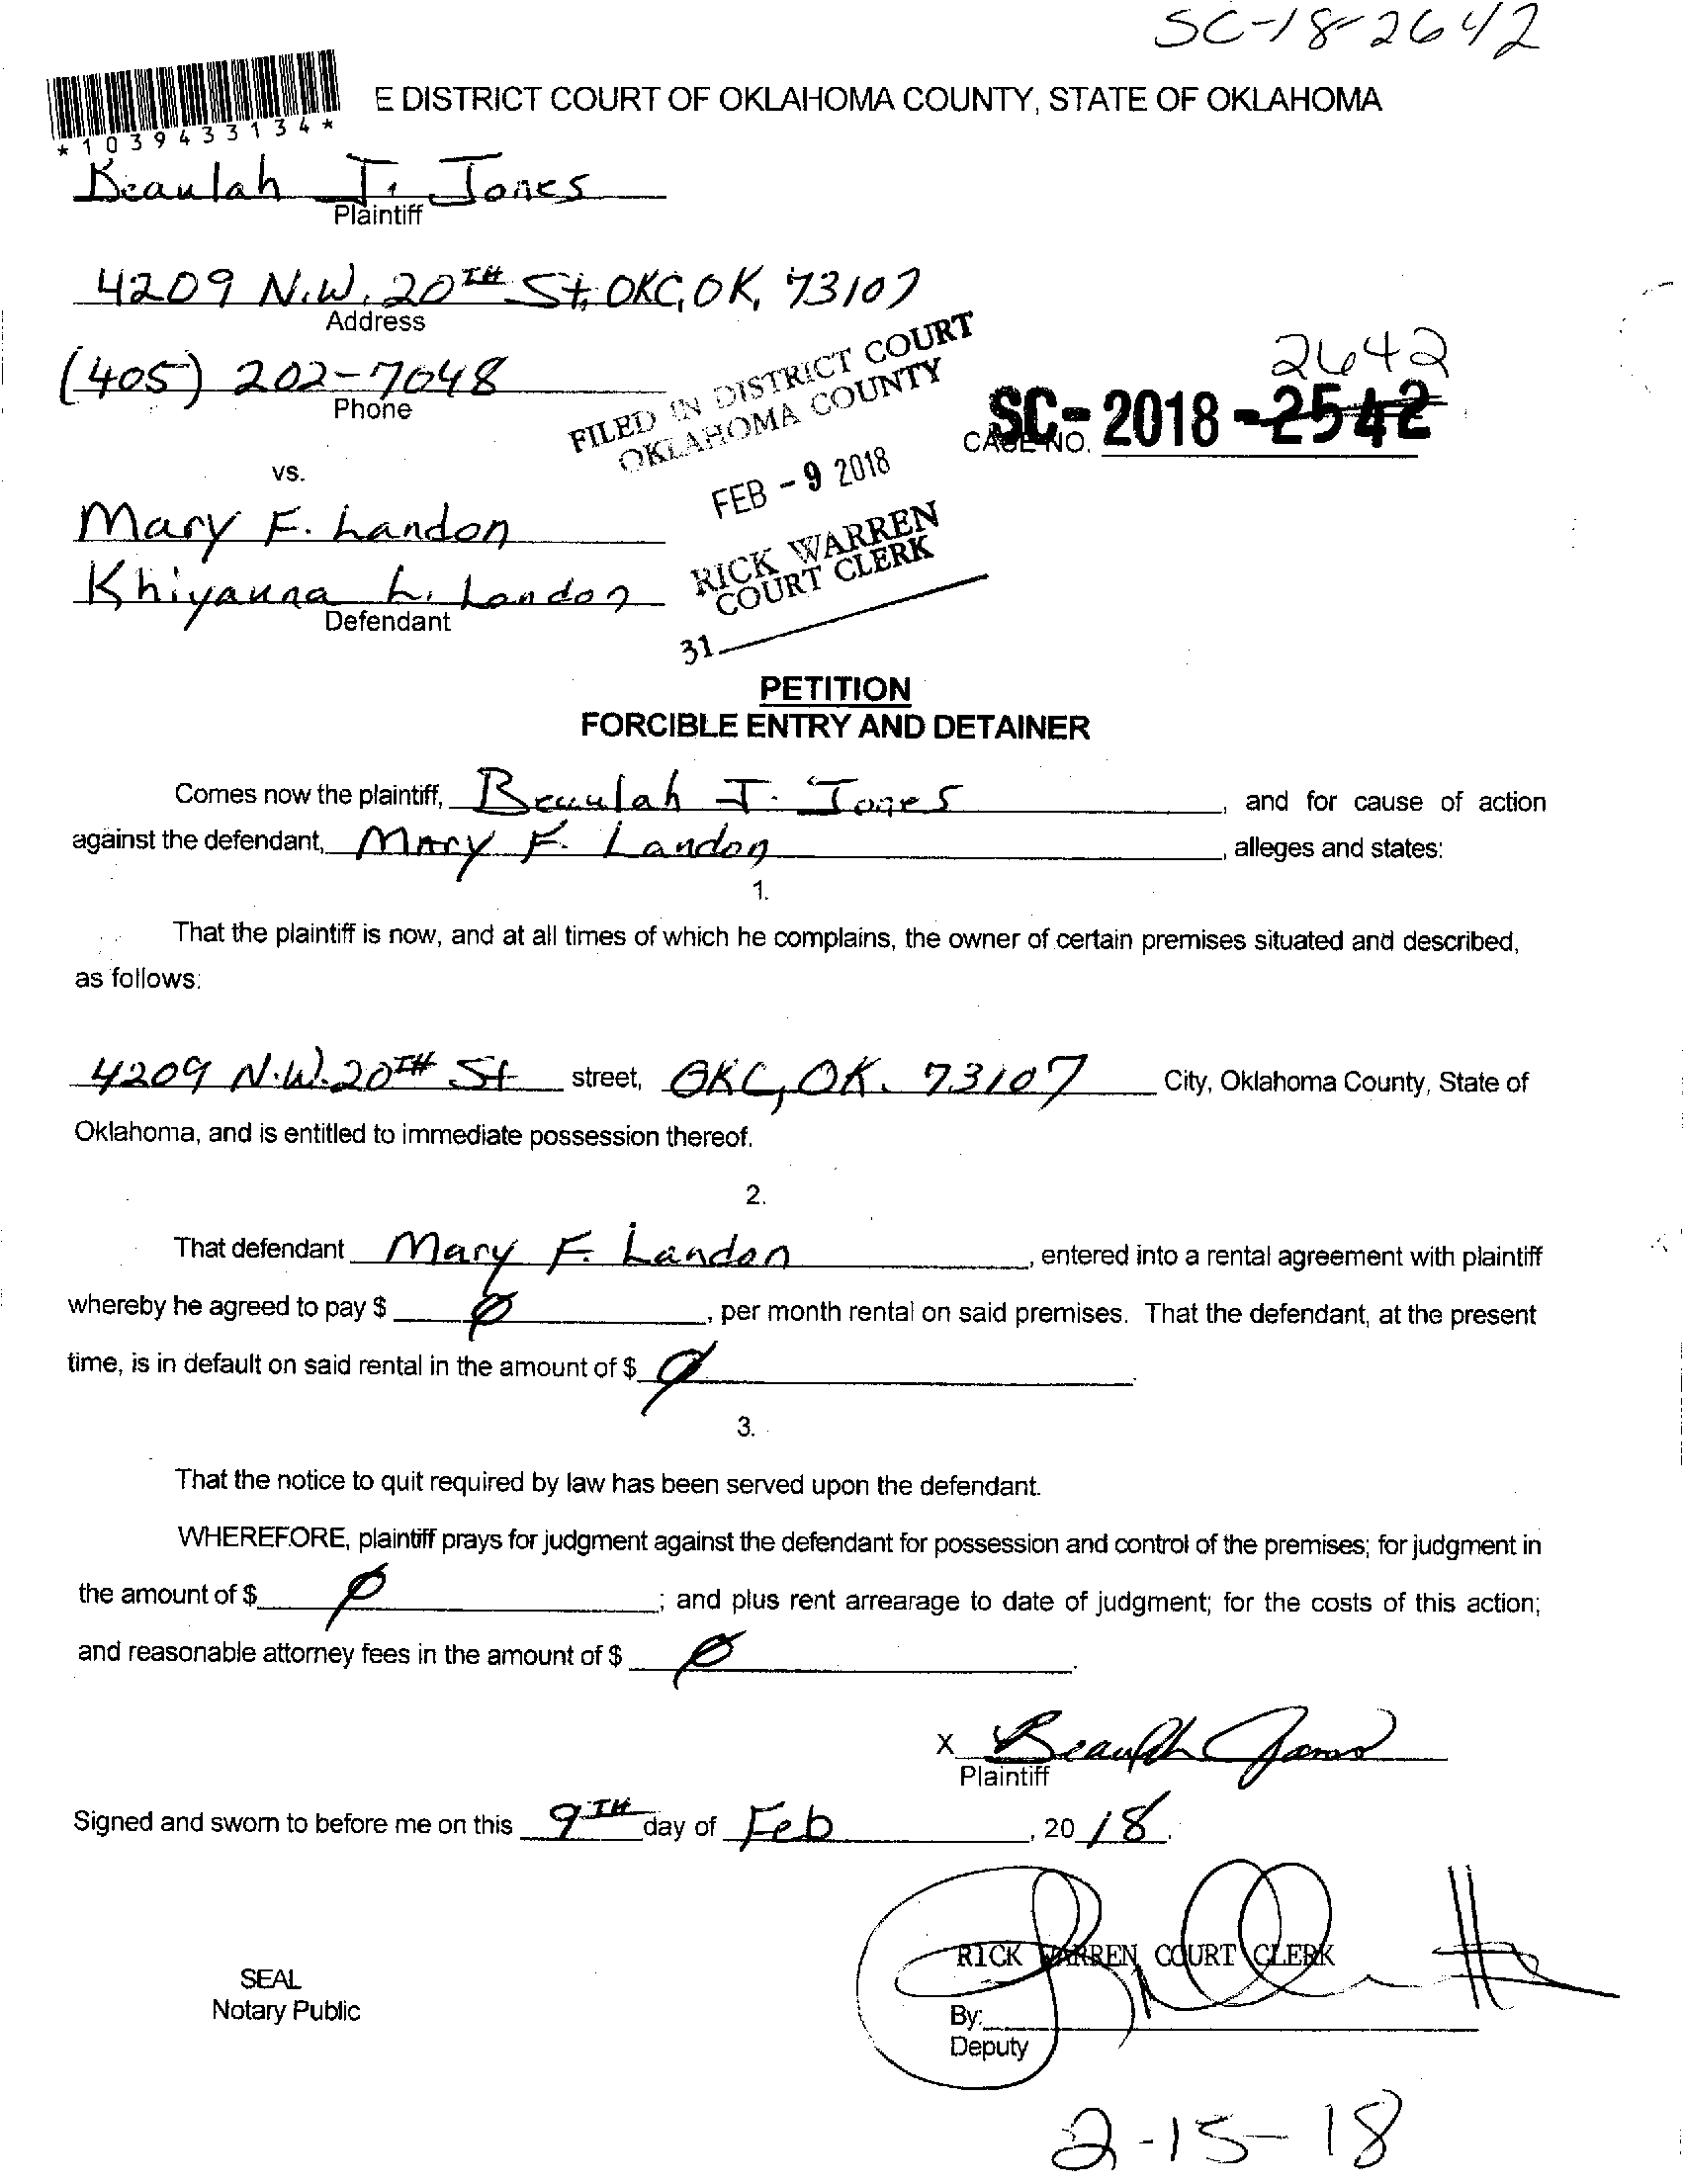 SC-18-2642
E DISTRICT COURT OF OKLAHOMA COUNTY, STATE OF OKLAHOMA
*1039433134*
Beaulah J. Jones
Plaintiff
4209 N.W. 20TH St, OKC, OK, 73107
Address
(405) 202-7048
Phone
FILED IN DISTRICT COURT
OKLAHOMA COUNTY
FEB - 9 2018
RICK WARREN
COURT CLERK
31
2642
SC-2018-2542
CASE NO.
vs.
Mary F. Landon
Khiyauna L. Landon
Defendant
PETITION
FORCIBLE ENTRY AND DETAINER
Comes now the plaintiff, Beaulah J. Jones, and for cause of action
against the defendant, Mary F. Landon, alleges and states:
1.
That the plaintiff is now, and at all times of which he complains, the owner of certain premises situated and described,
as follows:
4209 N.W. 20TH St street, OKC, OK. 73107 City, Oklahoma County, State of
Oklahoma, and is entitled to immediate possession thereof.
2.
That defendant Mary F. Landon, entered into a rental agreement with plaintiff
whereby he agreed to pay $ Ø, per month rental on said premises. That the defendant, at the present
time, is in default on said rental in the amount of $ Ø.
3.
That the notice to quit required by law has been served upon the defendant.
WHEREFORE, plaintiff prays for judgment against the defendant for possession and control of the premises; for judgment in
the amount of $ Ø; and plus rent arrearage to date of judgment; for the costs of this action;
and reasonable attorney fees in the amount of $ Ø.
X Beaulah Jones
Plaintiff
Signed and sworn to before me on this 9TH day of Feb, 20 18.
RICK WARREN, COURT CLERK
SEAL
Notary Public
By:
Deputy
2-15-18